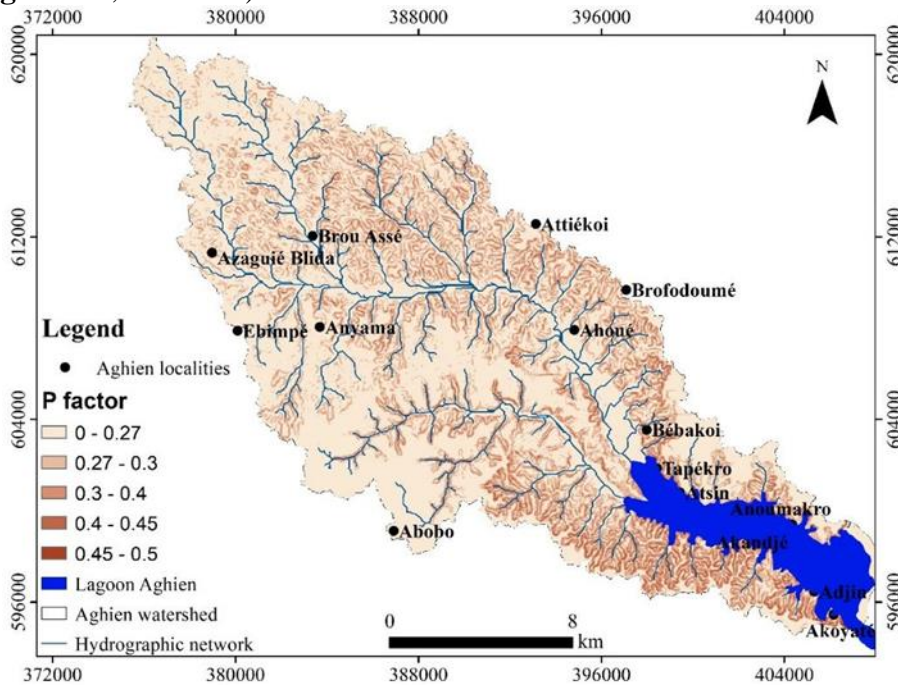 372000 380000 388000 396000 404000
620000 620000
N
612000 612000
Attiékoi
Brou Assé
Azaguié Blida
Brofodoumé
Ebimpé Anyama Ahoué
Legend
Aghien localities
P factor
604000 604000
0 - 0.27
Bébakoi
0.27 - 0.3
Tapékro
0.3 - 0.4
Atsin
Anoumakro
0.4 - 0.45
Abobo Akandjé
0.45 - 0.5
Lagoon Aghien
Adjin
596000 596000
Aghien watershed
0 8
Akoyaté
Hydrographic network
km
372000 380000 388000 396000 404000